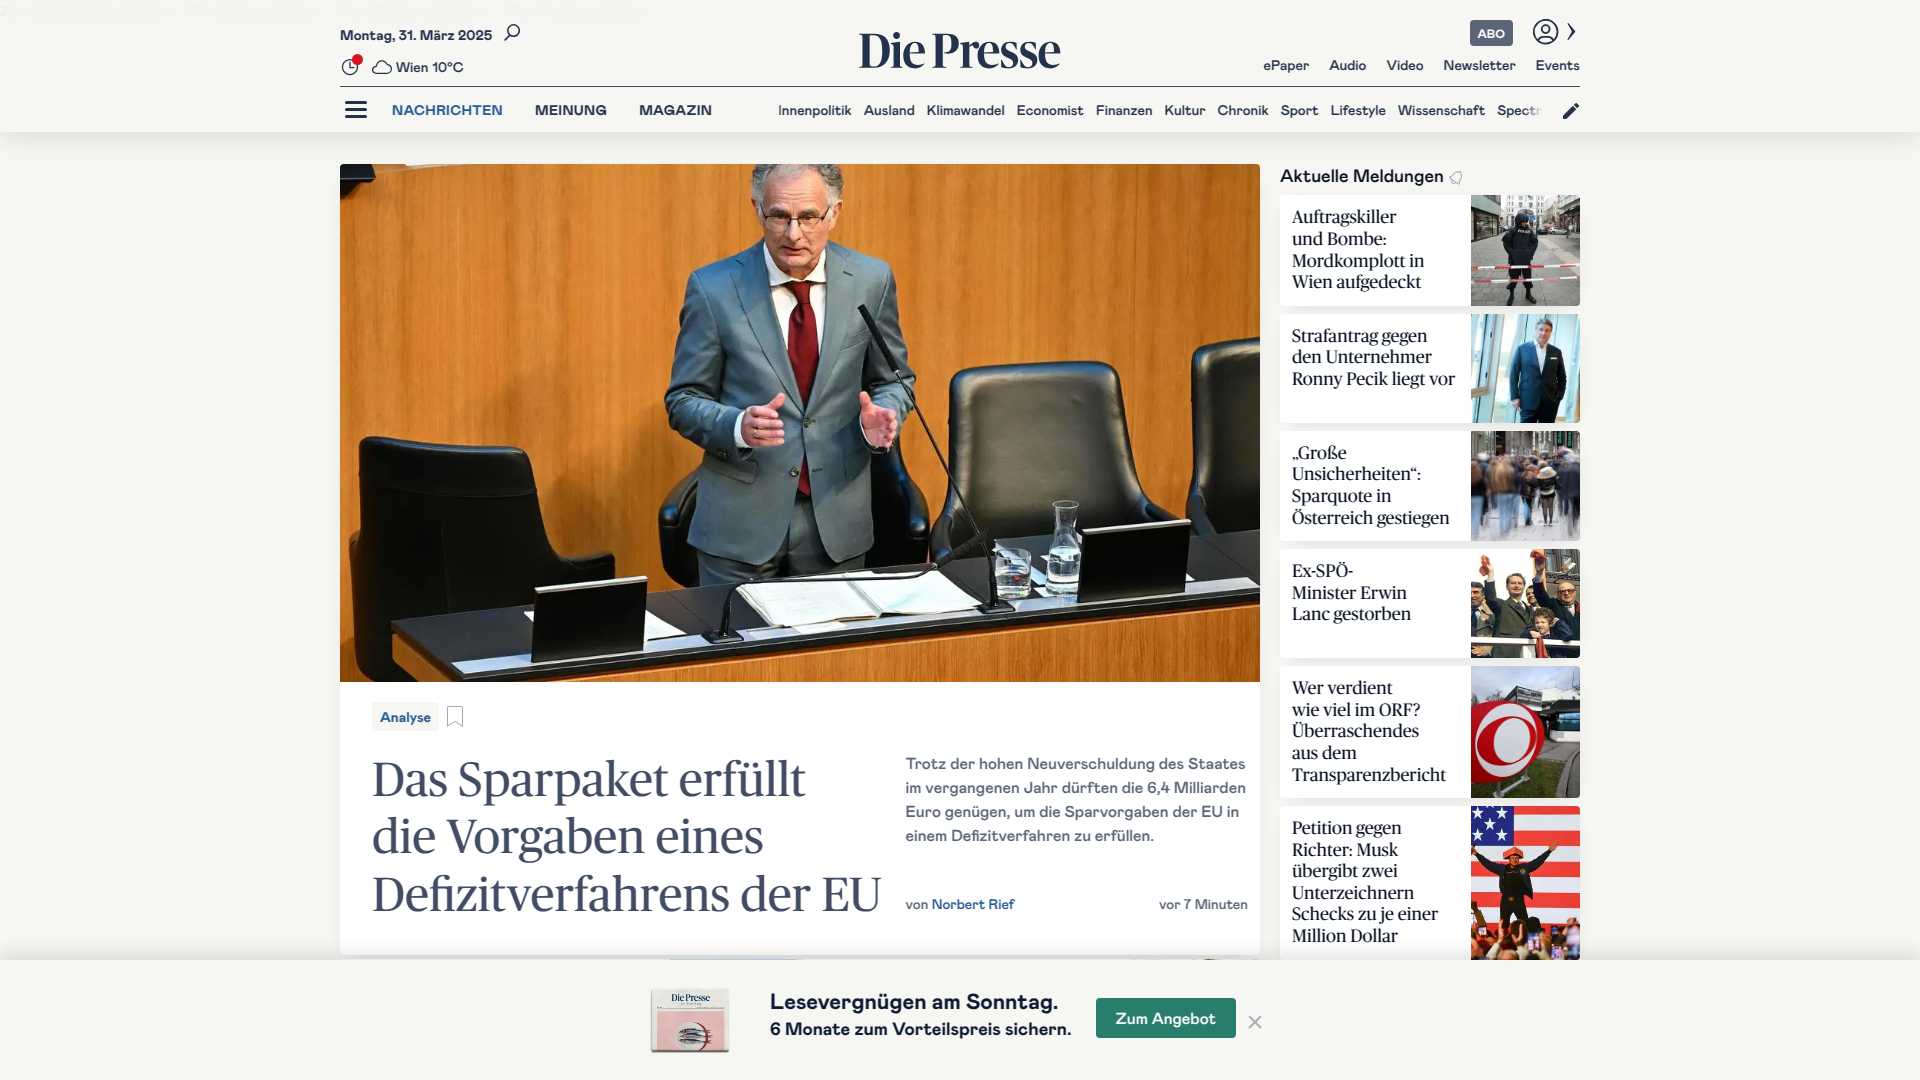 Montag, 31. März 2025
Wien 10°C
Die Presse
ABO
ePaper Audio Video Newsletter Events
NACHRICHTEN MEINUNG MAGAZIN
Innenpolitik Ausland Klimawandel Economist Finanzen Kultur Chronik Sport Lifestyle Wissenschaft
Analyse
Das Sparpaket erfüllt
die Vorgaben eines
Defizitverfahrens der EU
Trotz der hohen Neuverschuldung des Staates
im vergangenen Jahr dürften die 6,4 Milliarden
Euro genügen, um die Sparvorgaben der EU in
einem Defizitverfahren zu erfüllen.
von Norbert Rief
vor 7 Minuten
Aktuelle Meldungen
Auftragskiller
und Bombe:
Mordkomplott in
Wien aufgedeckt
Strafantrag gegen
den Unternehmer
Ronny Pecik liegt vor
„Große
Unsicherheiten“:
Sparquote in
Österreich gestiegen
Ex-SPÖ-
Minister Erwin
Lanc gestorben
Wer verdient
wie viel im ORF?
Überraschendes
aus dem
Transparenzbericht
Petition gegen
Richter: Musk
übergibt zwei
Unterzeichnern
Schecks zu je einer
Million Dollar
Die Presse
Lesevergnügen am Sonntag.
6 Monate zum Vorteilspreis sichern.
Zum Angebot